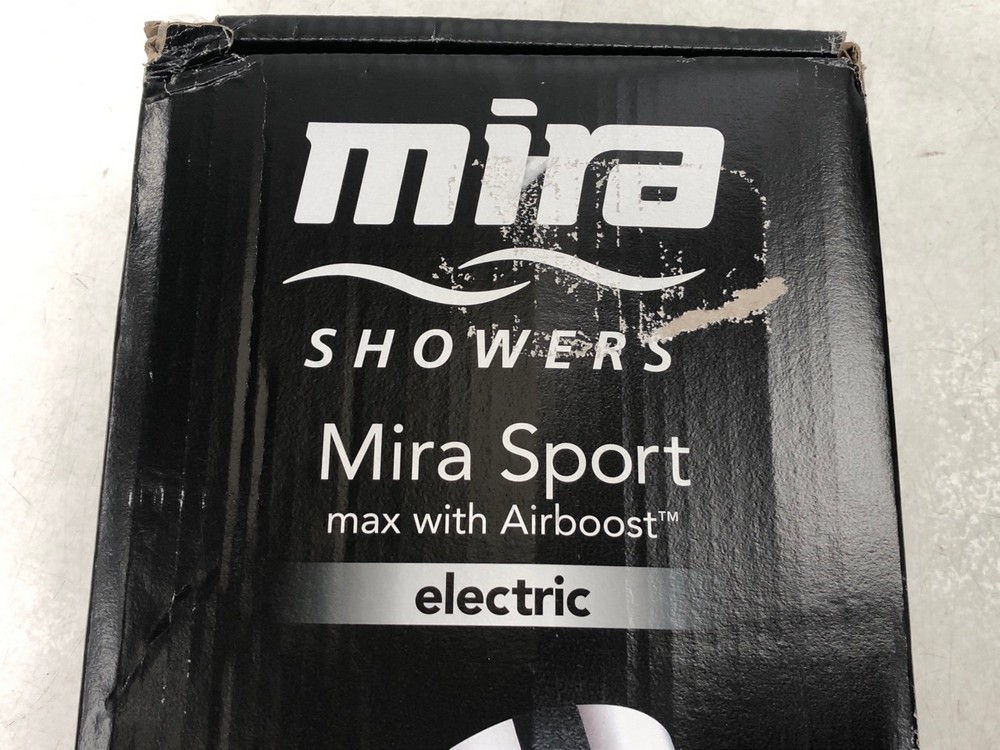 mira
SHOWERS
Mira Sport
max with Airboost™
electric